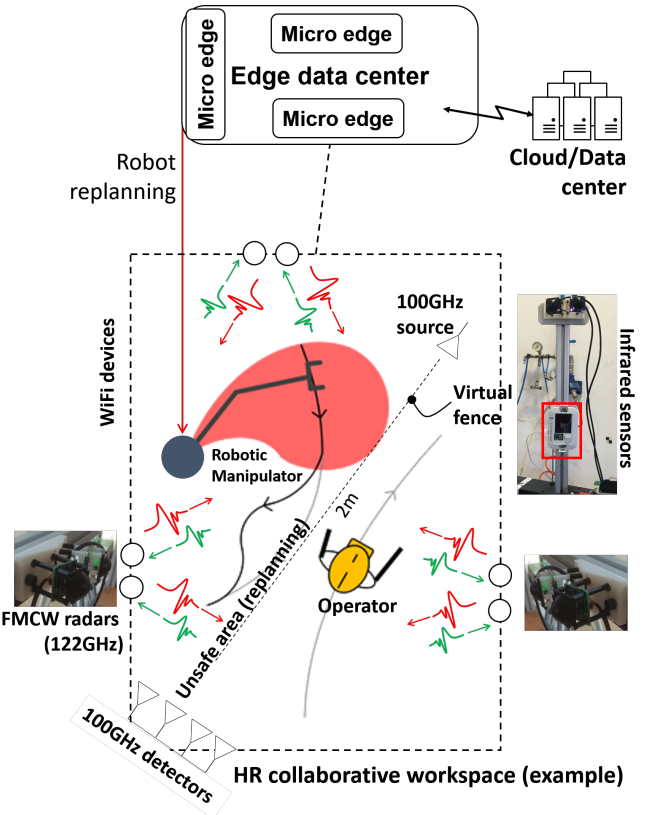 Micro edge
Micro edge
Edge data center
Micro edge
Cloud/Data
center
Robot
replanning
100GHz
source
WiFi devices
Virtual
fence
Infrared sensors
Robotic
Manipulator
2m
Unsafe area (replanning)
Operator
FMCW radars
(122GHz)
100GHz detectors
HR collaborative workspace (example)